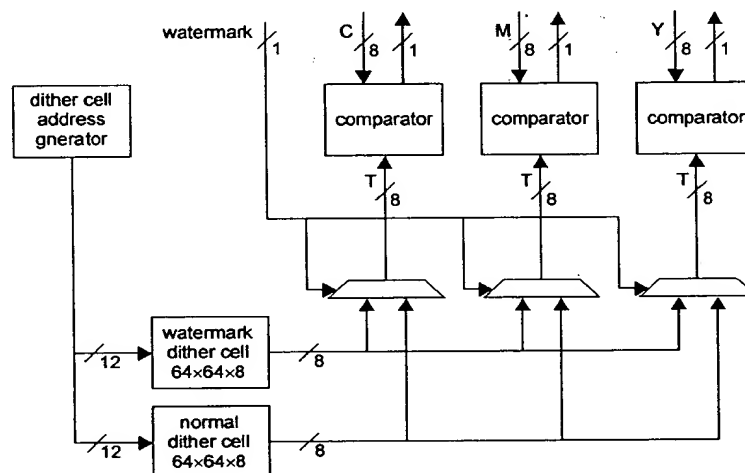 watermark 1 C 8 1 M 8 1 Y 8 1
dither cell
address
gnerator
comparator comparator comparator
T 8 T 8 T 8
watermark
dither cell
64×64×8
12 8
normal
dither cell
64×64×8
12 8